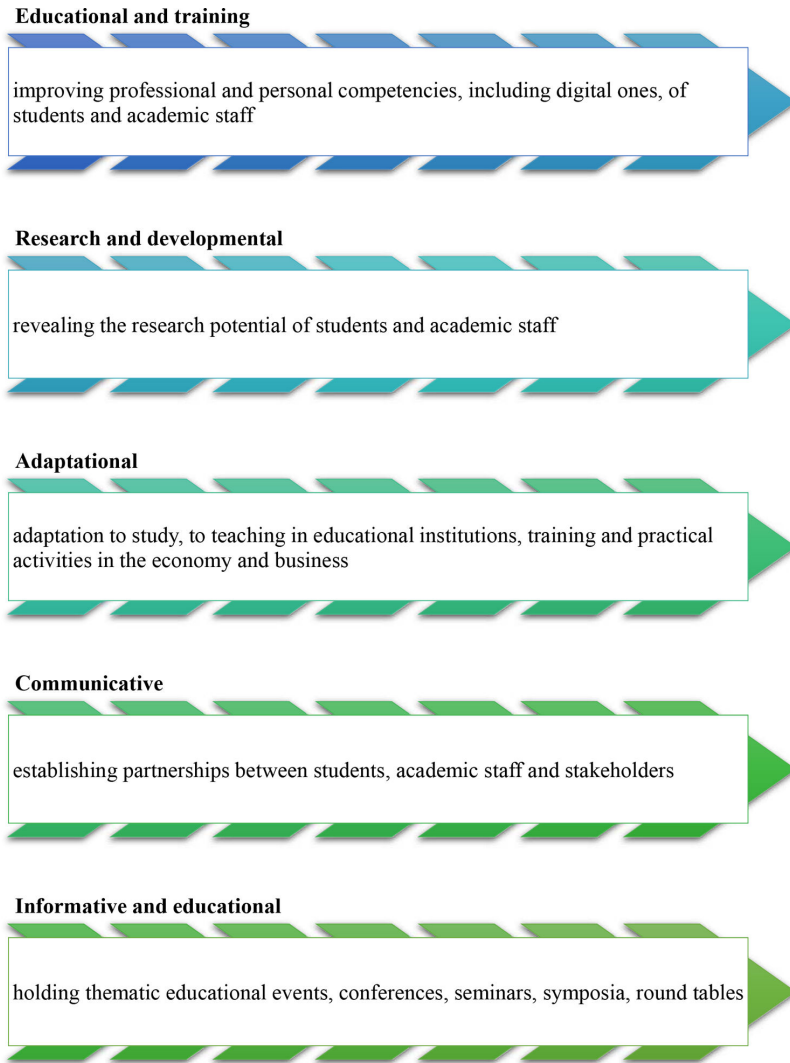 Educational and training
improving professional and personal competencies, including digital ones, of
students and academic staff
Research and developmental
revealing the research potential of students and academic staff
Adaptational
adaptation to study, to teaching in educational institutions, training and practical
activities in the economy and business
Communicative
establishing partnerships between students, academic staff and stakeholders
Informative and educational
holding thematic educational events, conferences, seminars, symposia, round tables